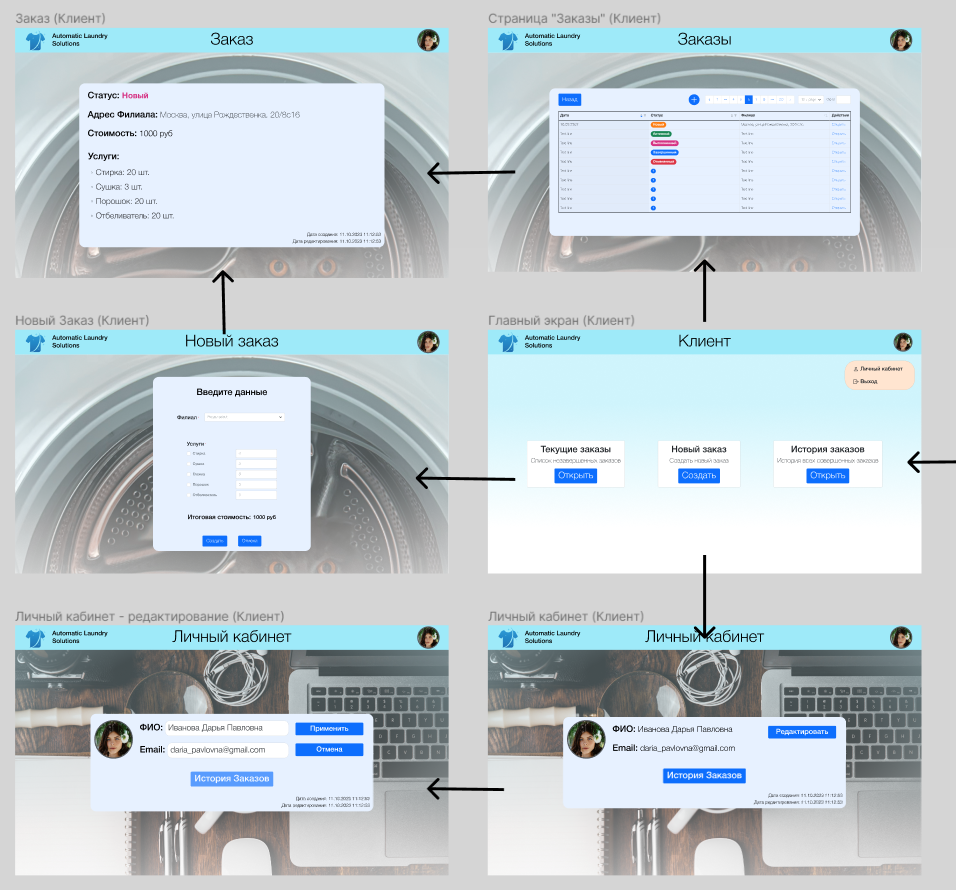 Заказ (Клиент)
Automatic Laundry
Solutions
Заказ
Статус: Новый
Адрес Филиала: Москва, улица Рождественка, 20/8с16
Стоимость: 1000 руб
Услуги:
· Стирка: 20 шт.
· Сушка: 3 шт.
· Порошок: 20 шт.
· Отбеливатель: 20 шт.
Дата создания: 11.10.2023 11:12:53
Дата редактирования: 11.10.2023 11:12:53
Страница "Заказы" (Клиент)
Automatic Laundry
Solutions
Заказы
Назад
Дата Статус Филиал Действия
Новый
Активный
Выполненный
Завершенный
Отмененный
Новый Заказ (Клиент)
Automatic Laundry
Solutions
Новый заказ
Введите данные
Филиал
Услуги
Стирка
Сушка
Порошок
Отбеливатель
Итоговая стоимость: 1000 руб
Создать Отмена
Главный экран (Клиент)
Automatic Laundry
Solutions
Клиент
Личный кабинет
Выход
Текущие заказы
Список незавершенных заказов
Открыть
Новый заказ
Создать новый заказ
Создать
История заказов
История всех совершенных заказов
Открыть
Личный кабинет - редактирование (Клиент)
Automatic Laundry
Solutions
Личный кабинет
ФИО: Иванова Дарья Павловна Применить
Email: daria_pavlovna@gmail.com Отмена
История Заказов
Дата создания: 11.10.2023 11:12:53
Дата редактирования: 11.10.2023 11:12:53
Личный кабинет (Клиент)
Automatic Laundry
Solutions
Личный кабинет
ФИО: Иванова Дарья Павловна Редактировать
Email: daria_pavlovna@gmail.com
История Заказов
Дата создания: 11.10.2023 11:12:53
Дата редактирования: 11.10.2023 11:12:53